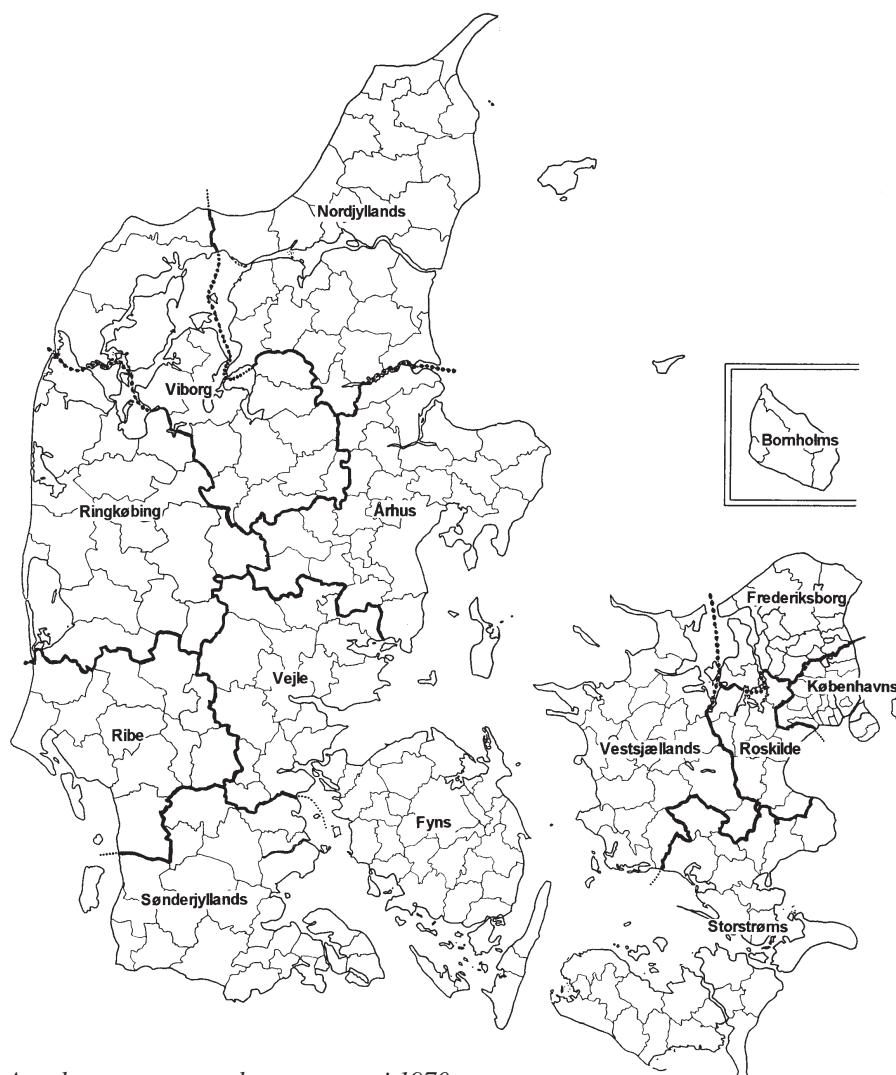 Nordjyllands
Viborg
Bornholms
Ringkøbing
Århus
Frederiksborg
Vejle
Københavns
Ribe
Vestsjællands
Roskilde
Fyns
Sønderjyllands
Storstrøms